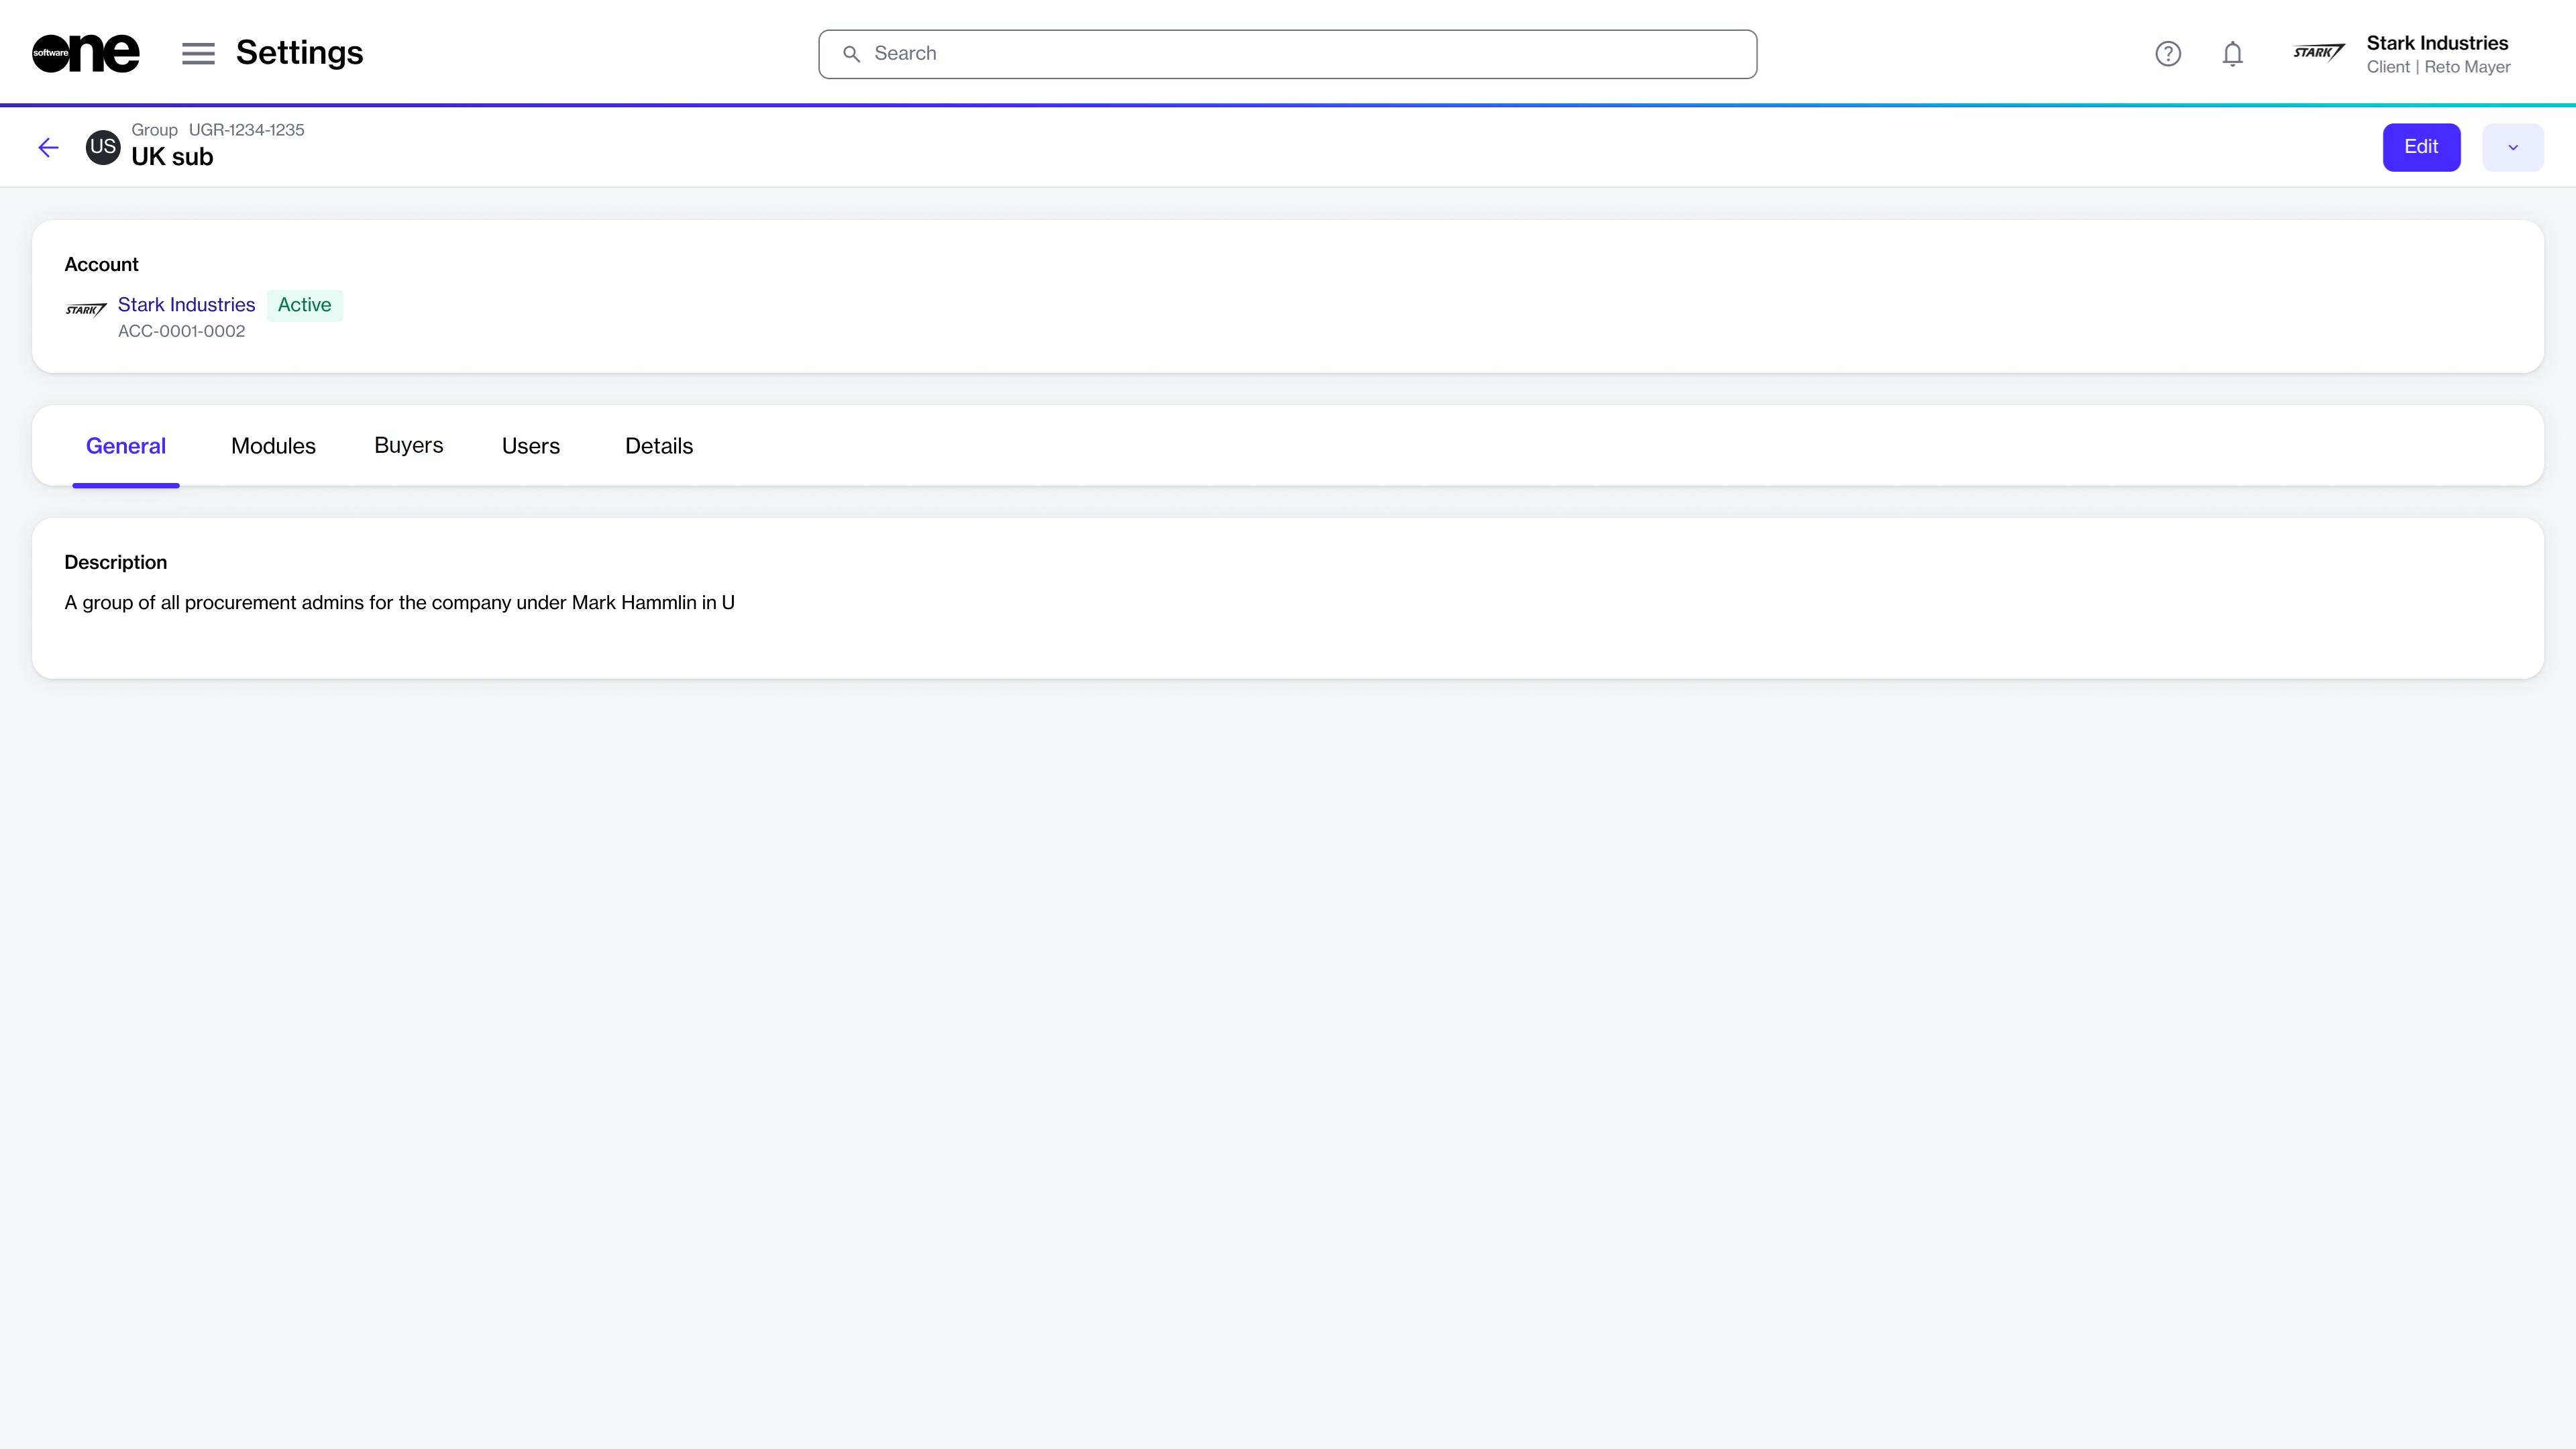 software one
Settings
Search
STARK
Stark Industries
Client | Reto Mayer
US
Group UGR-1234-1235
UK sub
Edit
Account
STARK
Stark Industries
Active
ACC-0001-0002
General
Modules
Buyers
Users
Details
Description
A group of all procurement admins for the company under Mark Hammlin in U